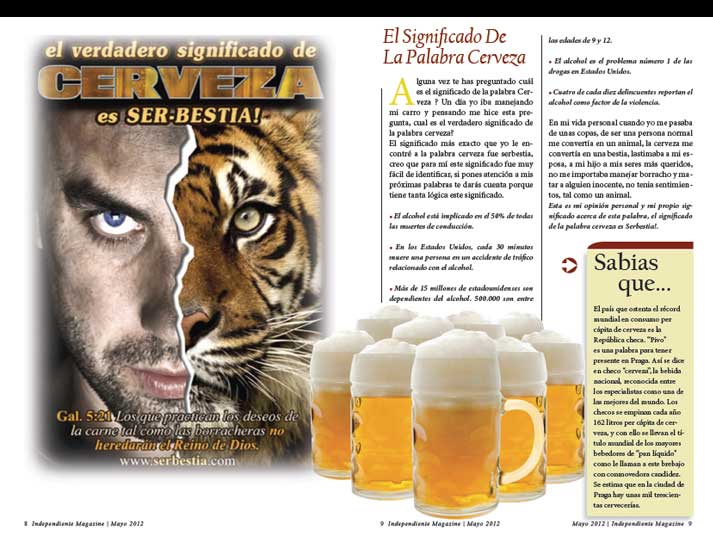 el verdadero significado de
CERVEZA
es SER-BESTIA!
Gal. 5:21 Los que practican los deseos de
la carne tal como las borracheras no
heredarán el Reino de Dios.
www.serbestia.com
8 Independiente Magazine | Mayo 2012
El Significado De
La Palabra Cerveza
Alguna vez te has preguntado cuál
es el significado de la palabra Cer-
veza ? Un día yo iba manejando
mi carro y pensando me hice esta pre-
gunta, cual es el verdadero significado de
la palabra cerveza?
El significado más exacto que yo le en-
contré a la palabra cerveza fue serbestia,
creo que para mí este significado fue muy
fácil de identificar, si pones atención a mis
próximas palabras te darás cuenta porque
tiene tanta lógica este significado.
• El alcohol está implicado en el 50% de todas
las muertes de conducción.
• En los Estados Unidos, cada 30 minutos
muere una persona en un accidente de tráfico
relacionado con el alcohol.
• Más de 15 millones de estadounidenses son
dependientes del alcohol. 500.000 son entre
9 Independiente Magazine | Mayo 2012
las edades de 9 y 12.
• El alcohol es el problema número 1 de las
drogas en Estados Unidos.
• Cuatro de cada diez delincuentes reportan el
alcohol como factor de la violencia.
En mi vida personal cuando yo me pasaba
de unas copas, de ser una persona normal
me convertía en un animal, la cerveza me
convertía en una bestia, lastimaba a mi es-
posa, a mi hijo a mis seres más queridos,
no me importaba manejar borracho y ma-
tar a alguien inocente, no tenía sentimien-
tos, tal como un animal.
Esta es mi opinión personal y mi propio sig-
nificado acerca de esta palabra, el significado
de la palabra cerveza es Serbestia!.
Sabias
que...
El país que ostenta el récord
mundial en consumo per
cápita de cerveza es la
República checa. "Pivo"
es una palabra para tener
presente en Praga. Así se dice
en checo "cerveza", la bebida
nacional, reconocida entre
los especialistas como una de
las mejores del mundo. Los
checos se empinan cada año
162 litros per cápita de cer-
veza, y con ello se llevan el tí-
tulo mundial de los mayores
bebedores de "pan líquido"
como le llaman a este brebajo
con conmovedora candidez.
Se estima que en la ciudad de
Praga hay unas mil trescien-
tas cervecerías.
Mayo 2012 | Independiente Magazine 9